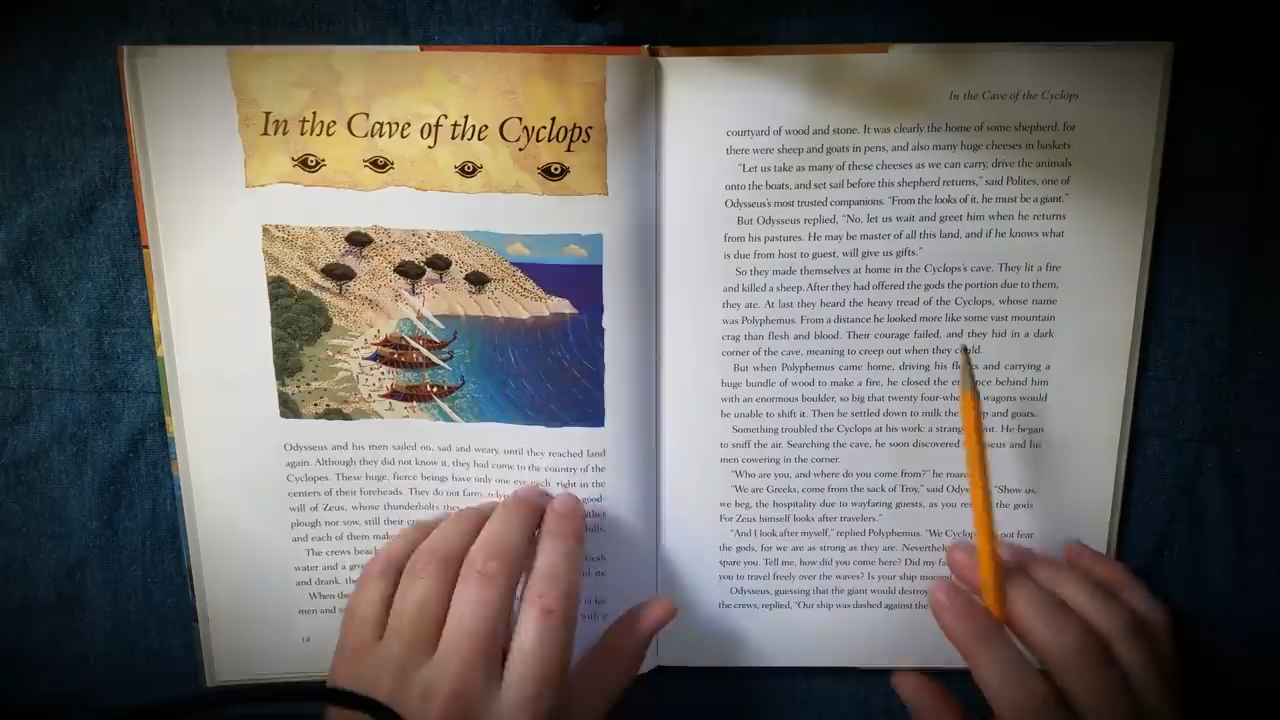 In the Cave of the Cyclops
Odysseus and his men sailed on, sad and weary, until they reached land
again. Although they did not know it, they had come to the country of the
Cyclopes. These huge, fierce beings have only one eye each, right in the
centers of their foreheads. They do not farm, good-
will of Zeus, whose thunderbolts they
plough nor sow, still their
and each of them makes
The crews
water and a
and drank,
When the
men and
14
In the Cave of the Cyclops
courtyard of wood and stone. It was clearly the home of some shepherd, for
there were sheep and goats in pens, and also many huge cheeses in baskets.
"Let us take as many of these cheeses as we can carry, drive the animals
onto the boats, and set sail before this shepherd returns," said Polites, one of
Odysseus's most trusted companions. "From the looks of it, he must be a giant."
But Odysseus replied, "No, let us wait and greet him when he returns
from his pastures. He may be master of all this land, and if he knows what
is due from host to guest, will give us gifts."
So they made themselves at home in the Cyclops's cave. They lit a fire
and killed a sheep. After they had offered the gods the portion due to them,
they ate. At last they heard the heavy tread of the Cyclops, whose name
was Polyphemus. From a distance he looked more like some vast mountain
crag than flesh and blood. Their courage failed, and they hid in a dark
corner of the cave, meaning to creep out when they could.
But when Polyphemus came home, driving his flocks and carrying a
huge bundle of wood to make a fire, he closed the entrance behind him
with an enormous boulder, so big that twenty four-wheeled wagons would
be unable to shift it. Then he settled down to milk the sheep and goats.
Something troubled the Cyclops at his work: a strange scent. He began
to sniff the air. Searching the cave, he soon discovered Odysseus and his
men cowering in the corner.
"Who are you, and where do you come from?" he roared.
"We are Greeks, come from the sack of Troy," said Odysseus. "Show us,
we beg, the hospitality due to wayfaring guests, as you respect the gods
For Zeus himself looks after travelers."
"And I look after myself," replied Polyphemus. "We Cyclopes do not fear
the gods, for we are as strong as they are. Nevertheless
spare you. Tell me, how did you come here? Did my
you to travel freely over the waves? Is your ship moored
Odysseus, guessing that the giant would destroy
the crews, replied, "Our ship was dashed against the